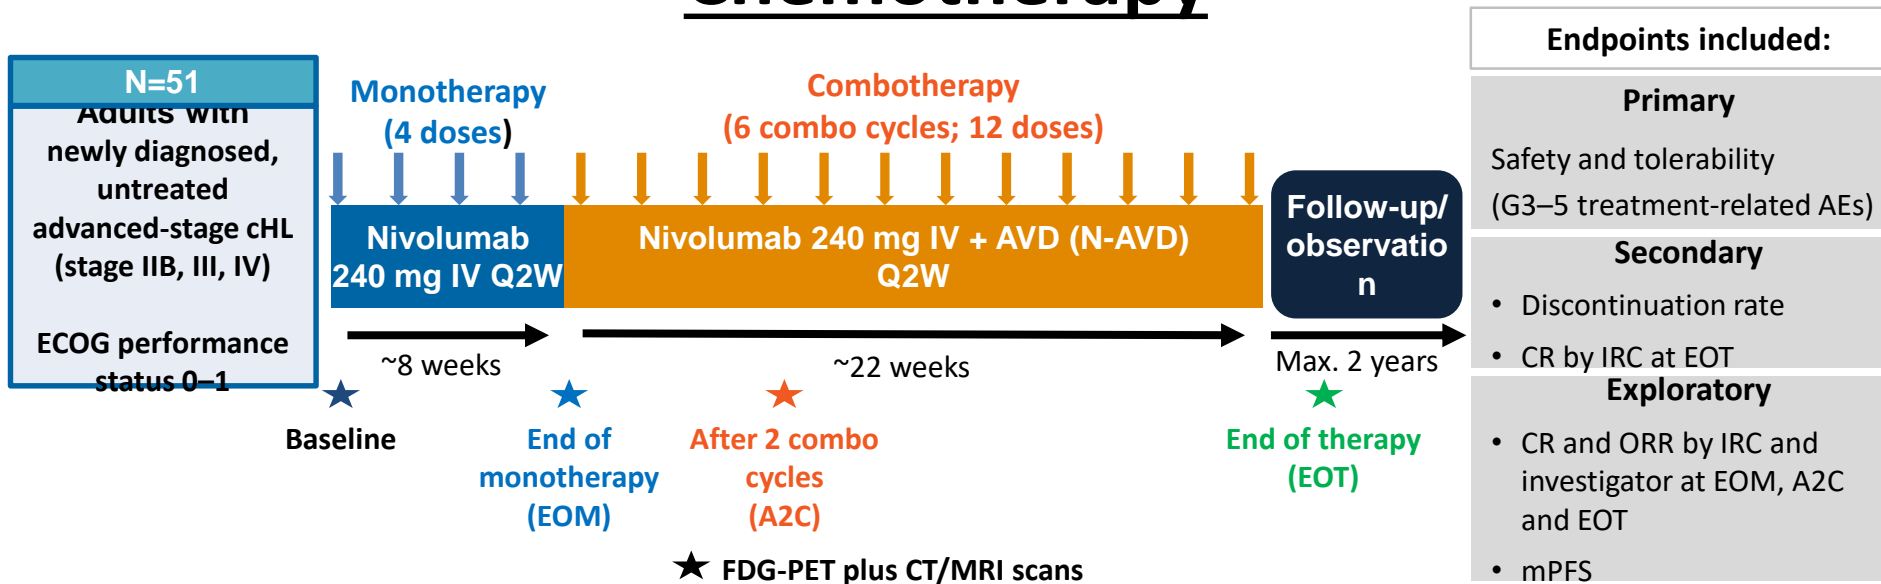 Chemotherapy
N=51
Adults with
newly diagnosed,
untreated
advanced-stage cHL
(stage IIB, III, IV)
ECOG performance
status 0–1
Monotherapy
(4 doses)
Combotherapy
(6 combo cycles; 12 doses)
Nivolumab
240 mg IV Q2W
Nivolumab 240 mg IV + AVD (N-AVD)
Q2W
Follow-up/
observatio
n
~8 weeks
~22 weeks
Max. 2 years
Baseline
End of
monotherapy
(EOM)
After 2 combo
cycles
(A2C)
End of therapy
(EOT)
★ FDG-PET plus CT/MRI scans
Endpoints included:
Primary
Safety and tolerability
(G3–5 treatment-related AEs)
Secondary
• Discontinuation rate
• CR by IRC at EOT
Exploratory
• CR and ORR by IRC and
investigator at EOM, A2C
and EOT
• mPFS